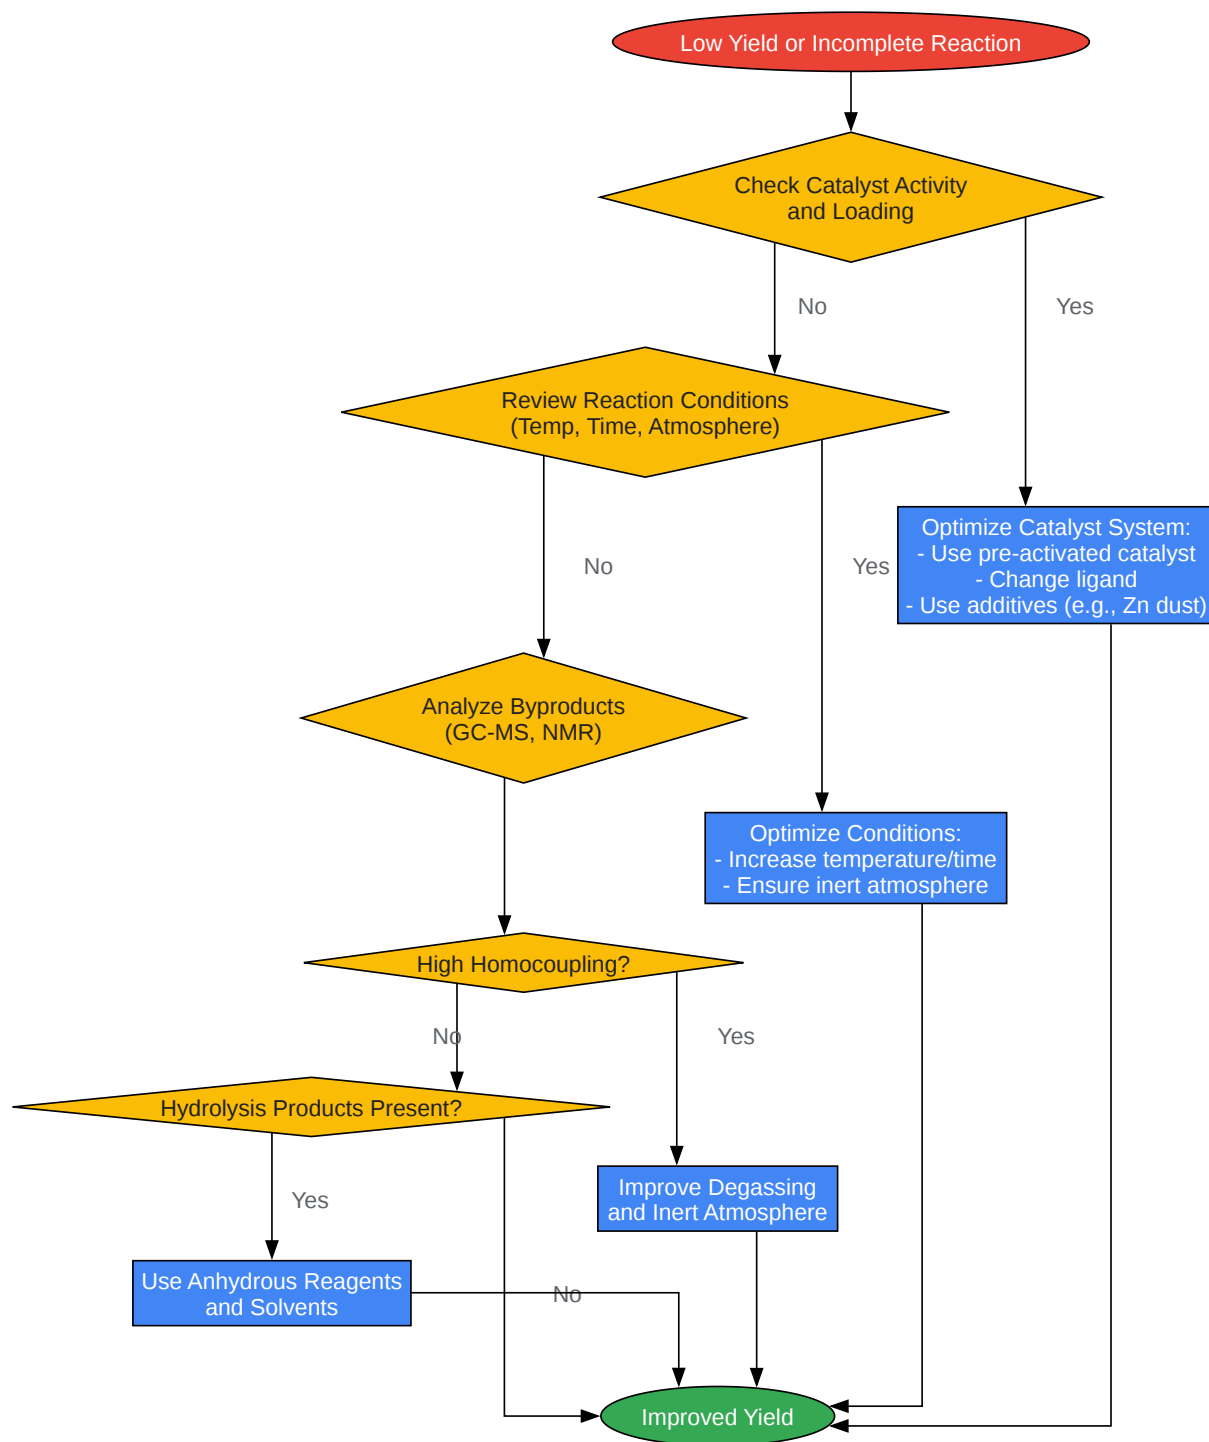 Low Yield or Incomplete Reaction
Check Catalyst Activity
and Loading
No
Yes
Review Reaction Conditions
(Temp, Time, Atmosphere)
Optimize Catalyst System:
- Use pre-activated catalyst
- Change ligand
- Use additives (e.g., Zn dust)
No
Yes
Analyze Byproducts
(GC-MS, NMR)
Optimize Conditions:
- Increase temperature/time
- Ensure inert atmosphere
High Homocoupling?
No
Yes
Hydrolysis Products Present?
Improve Degassing
and Inert Atmosphere
Yes
Use Anhydrous Reagents
and Solvents
No
Improved Yield